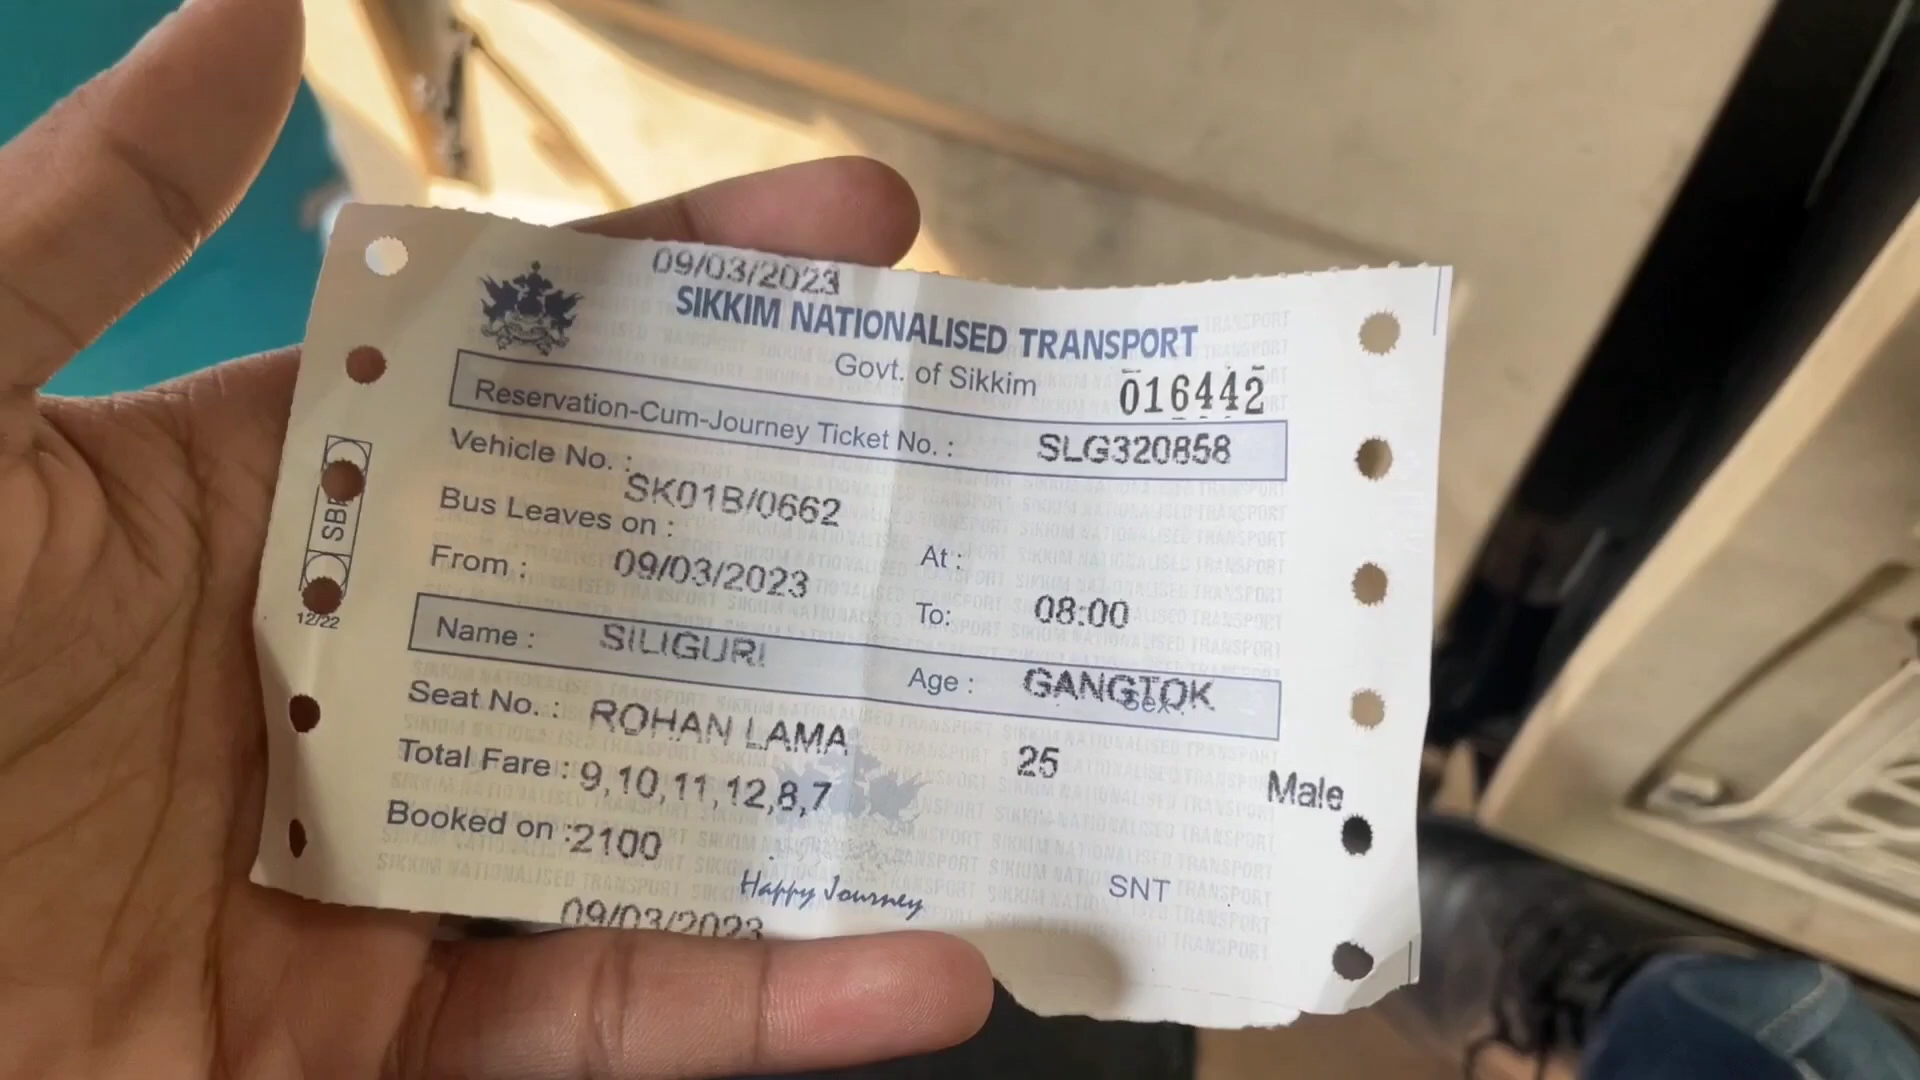 09/03/2023
SIKKIM NATIONALISED TRANSPORT
Govt. of Sikkim
016442
Reservation-Cum-Journey Ticket No. : SLG320858
Vehicle No. : SK01B/0662
Bus Leaves on : 09/03/2023 At : 08:00
From : SILIGURI To: GANGTOK
Name : ROHAN LAMA Age : 25 Sex : Male
Seat No. : 9,10,11,12,8,7
Total Fare : 2100
Booked on : 09/03/2023
Happy Journey
SNT
12/22